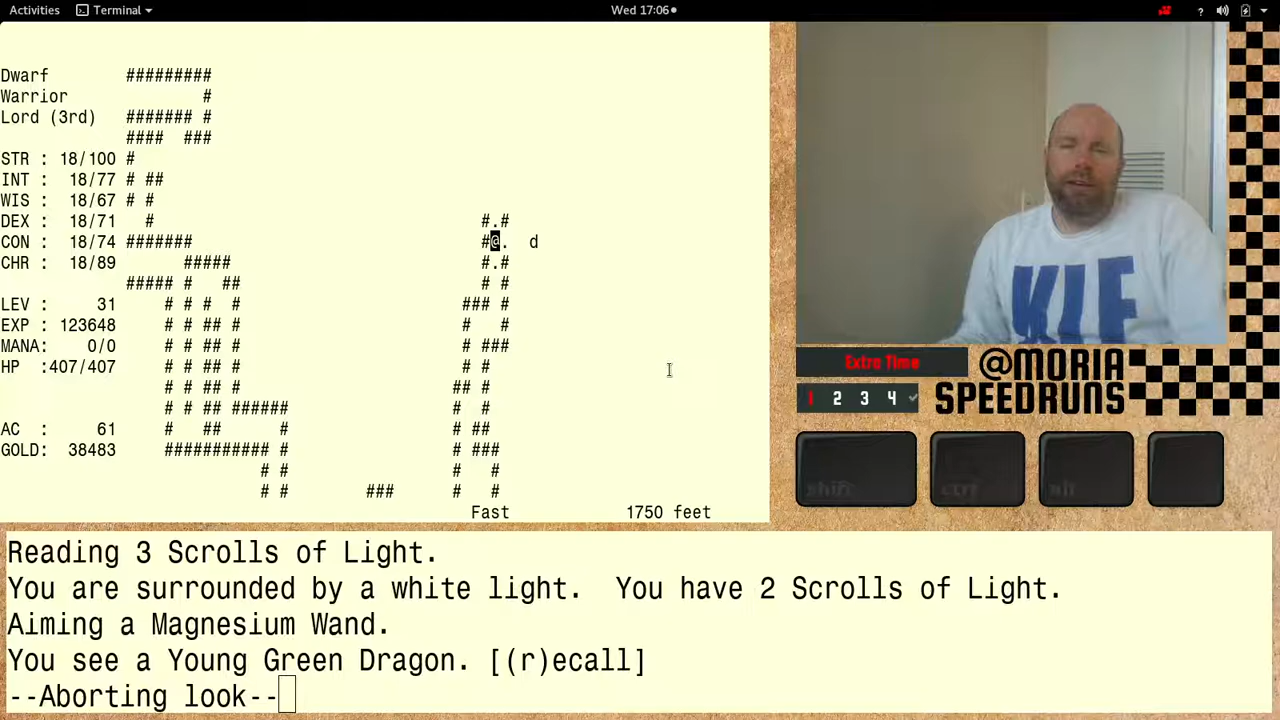 Activities Terminal Wed 17:06
Dwarf #########
Warrior #
Lord (3rd) ####### #
#### ###
STR : 18/100 #
INT : 18/77 # ##
WIS : 18/67 # #
DEX : 18/71 # #.#
CON : 18/74 ####### #@. d
CHR : 18/89 ##### #.#
##### # ## # #
LEV : 31 # # # # ### #
EXP : 123648 # # ## # # #
MANA: 0/0 # # ## # # ###
HP :407/407 # # ## # # #
# # ## # ## #
# # ## ###### # #
AC : 61 # ## # # ##
GOLD: 38483 ########### # # ###
# # # #
# # ### # #
Fast 1750 feet
KLF
Extra Time
@MORIA
1 2 3 4
SPEEDRUNS
shift ctrl alt
Reading 3 Scrolls of Light.
You are surrounded by a white light. You have 2 Scrolls of Light.
Aiming a Magnesium Wand.
You see a Young Green Dragon. [(r)ecall]
--Aborting look--